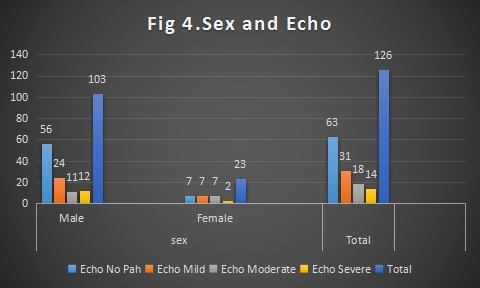 Fig 4.Sex and Echo
140
120
100
80
60
40
20
0
56
24
11
12
103
7
7
7
2
23
63
31
18
14
126
Male
Female
sex
Total
Echo No Pah
Echo Mild
Echo Moderate
Echo Severe
Total